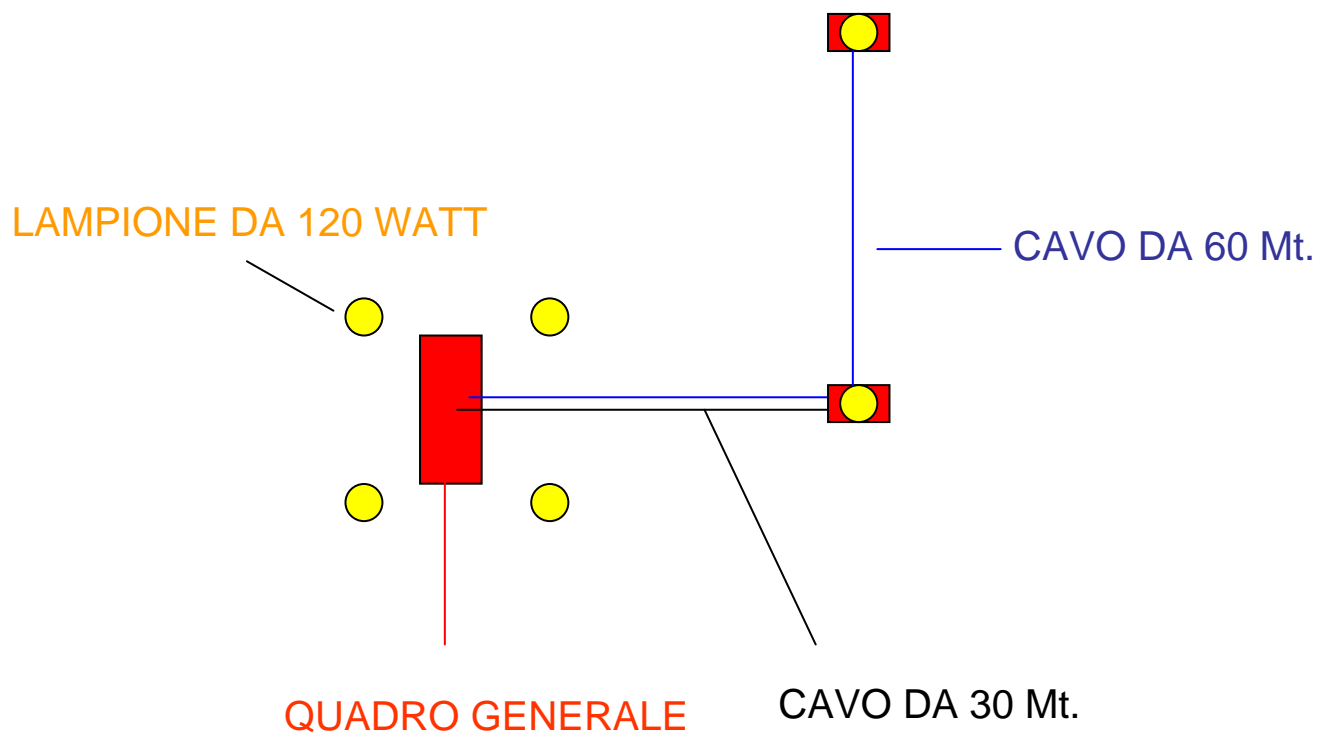 LAMPIONE DA 120 WATT
CAVO DA 60 Mt.
QUADRO GENERALE
CAVO DA 30 Mt.